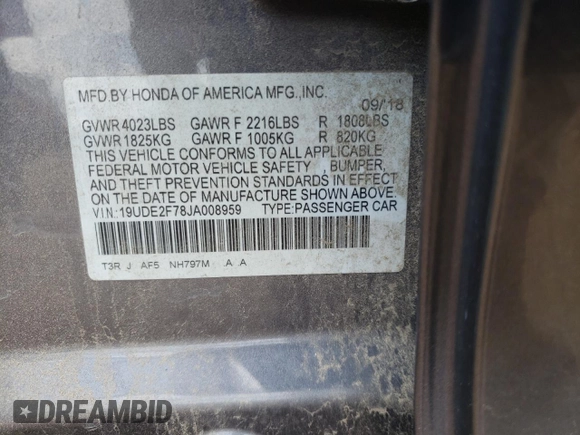 MFD.BY HONDA OF AMERICA MFG.,INC.
09/18
GVWR 4023LBS GAWR F 2216LBS R 1808LBS
GVWR 1825KG GAWR F 1005KG R 820KG
THIS VEHICLE CONFORMS TO ALL APPLICABLE
FEDERAL MOTOR VEHICLE SAFETY, BUMPER,
AND THEFT PREVENTION STANDARDS IN EFFECT
ON THE DATE OF MANUFACTURE SHOWN ABOVE.
VIN:19UDE2F78JA008959 TYPE:PASSENGER CAR
T3R J AF5 NH797M A A
DREAMBID